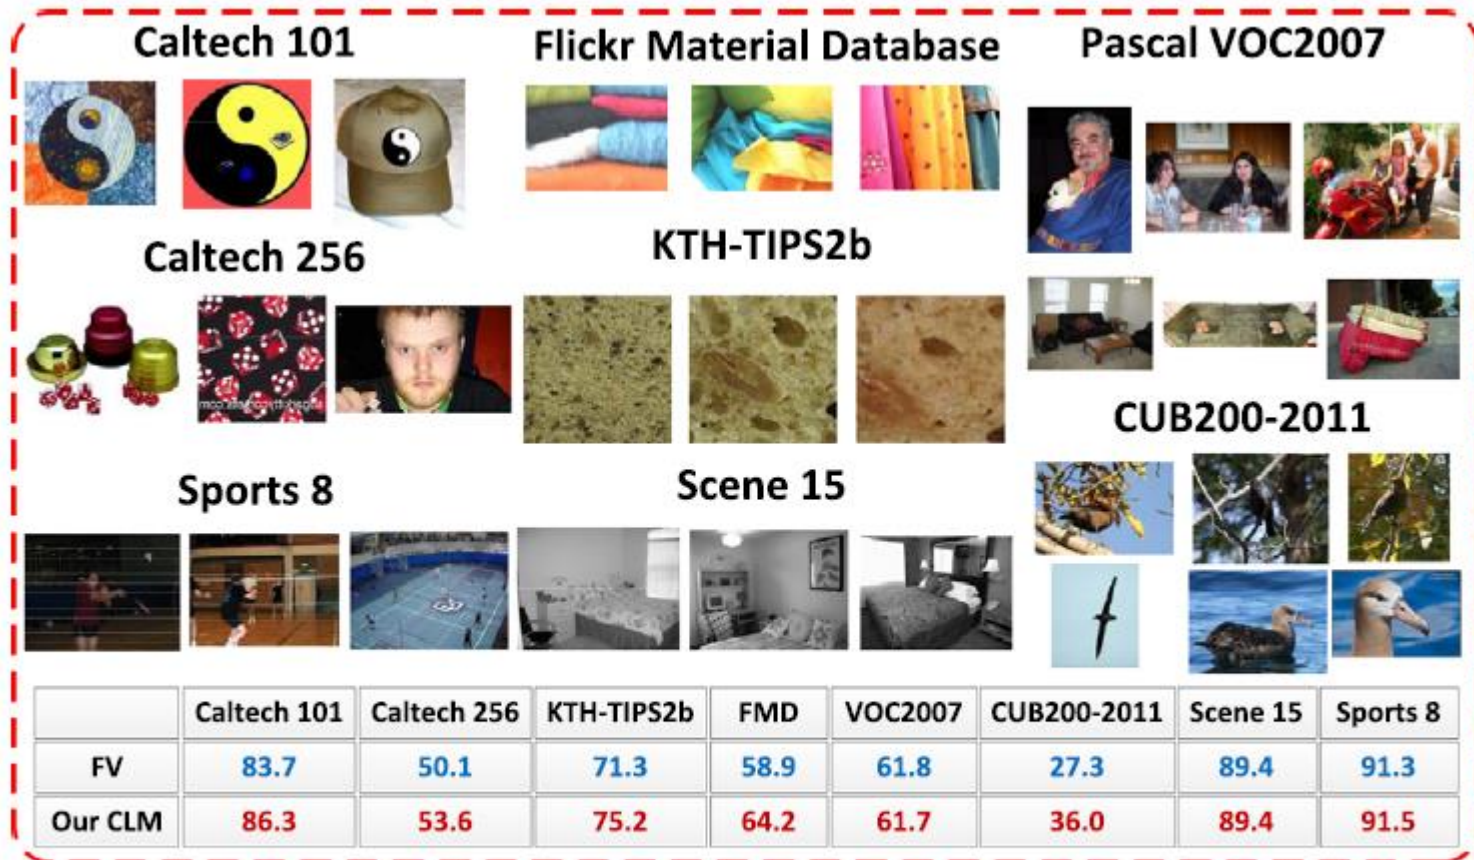 Caltech 101
Flickr Material Database
Pascal VOC2007
Caltech 256
KTH-TIPS2b
CUB200-2011
Sports 8
Scene 15
Caltech 101 Caltech 256 KTH-TIPS2b FMD VOC2007 CUB200-2011 Scene 15 Sports 8
FV 83.7 50.1 71.3 58.9 61.8 27.3 89.4 91.3
Our CLM 86.3 53.6 75.2 64.2 61.7 36.0 89.4 91.5